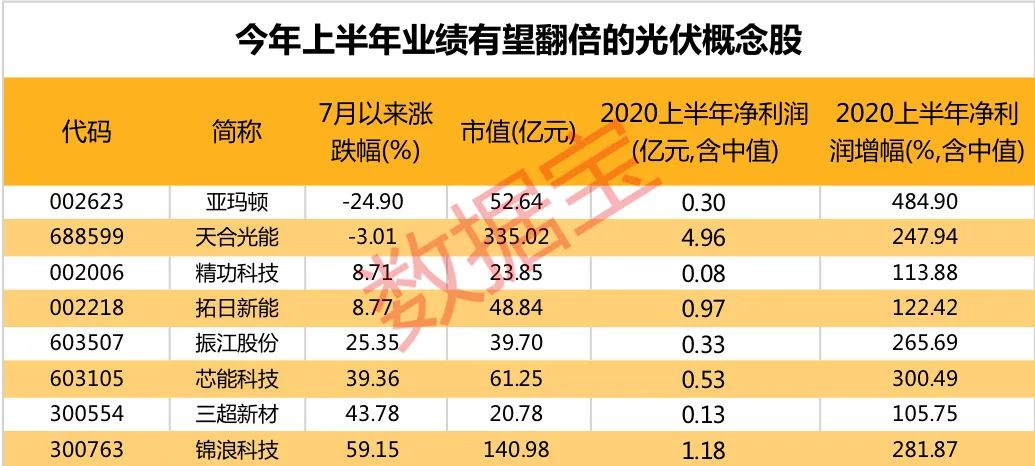 今年上半年业绩有望翻倍的光伏概念股
代码 简称 7月以来涨跌幅(%) 市值(亿元) 2020上半年净利润(亿元,含中值) 2020上半年净利润增幅(%,含中值)
002623 亚玛顿 -24.90 52.64 0.30 484.90
688599 天合光能 -3.01 335.02 4.96 247.94
002006 精功科技 8.71 23.85 0.08 113.88
002218 拓日新能 8.77 48.84 0.97 122.42
603507 振江股份 25.35 39.70 0.33 265.69
603105 芯能科技 39.36 61.25 0.53 300.49
300554 三超新材 43.78 20.78 0.13 105.75
300763 锦浪科技 59.15 140.98 1.18 281.87
数据宝